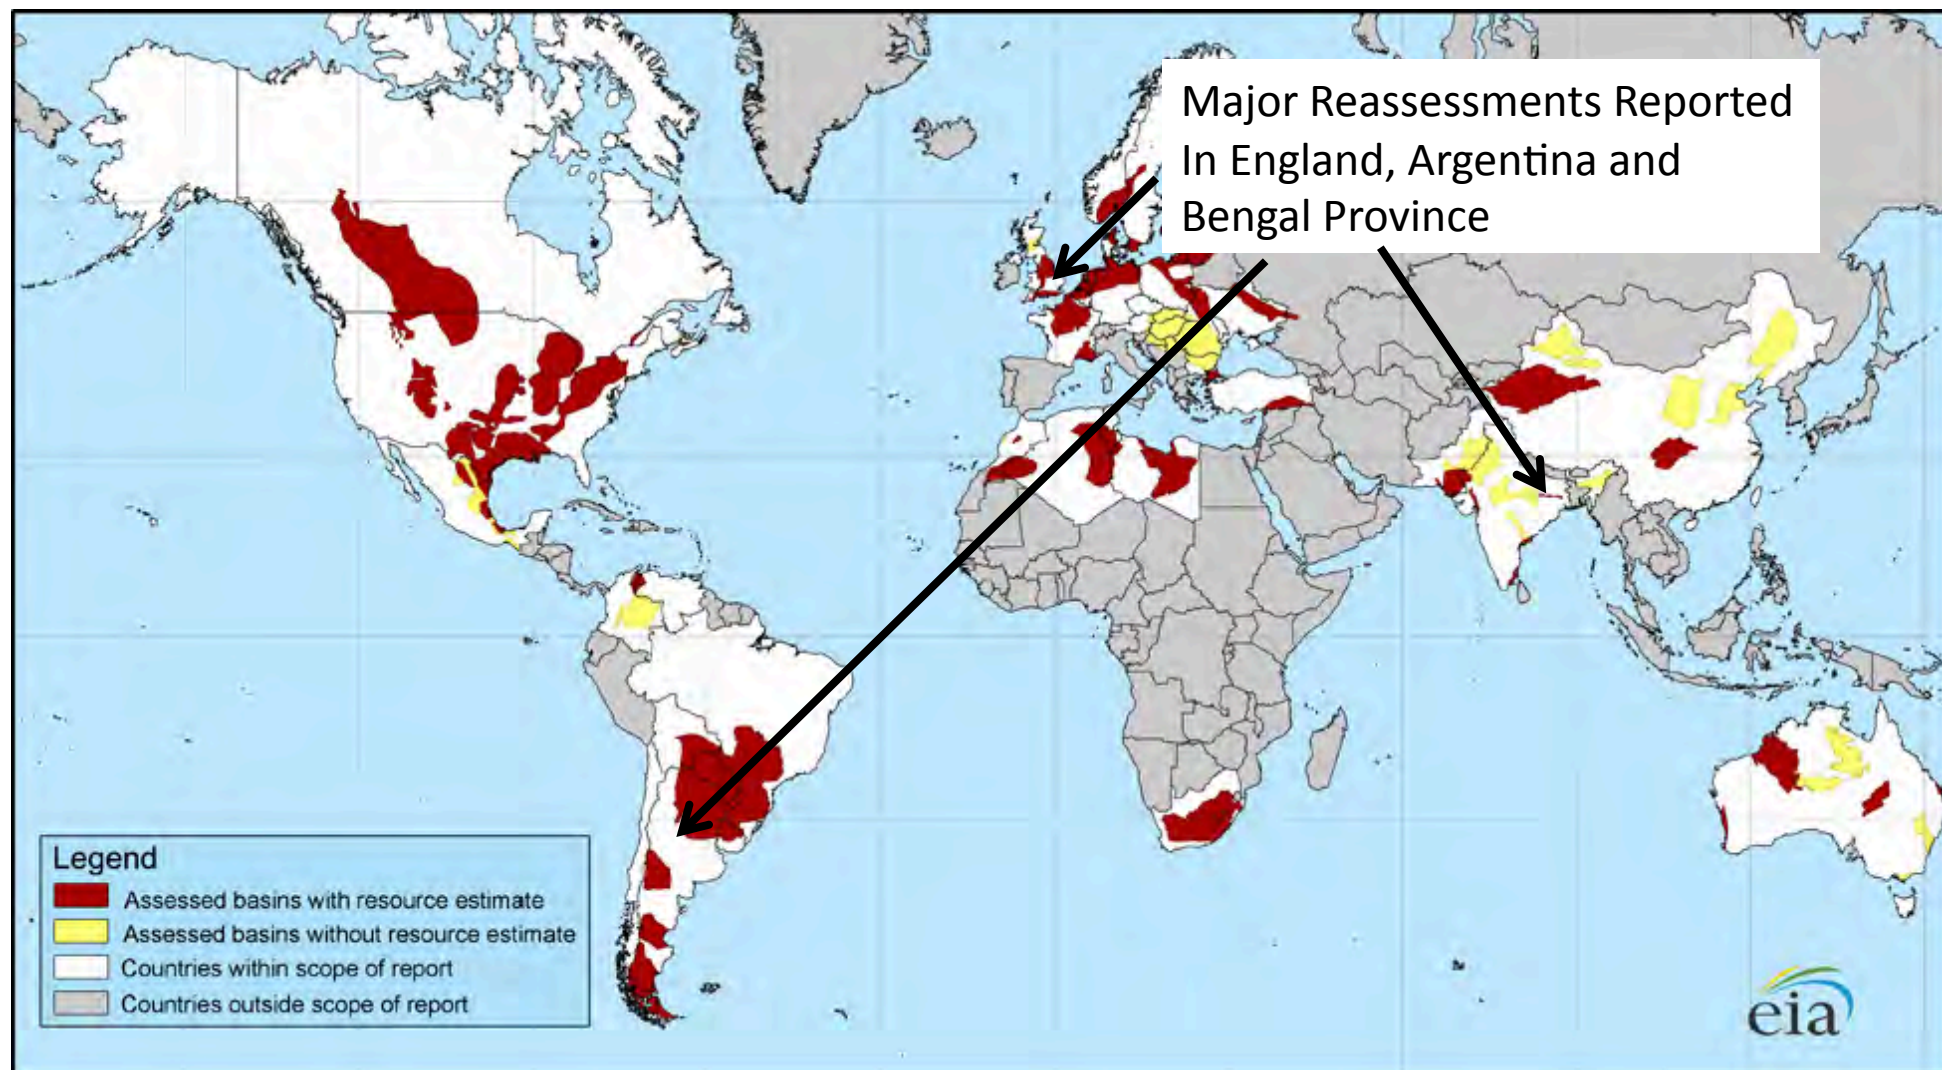 Major Reassessments Reported
In England, Argentina and
Bengal Province
Legend
Assessed basins with resource estimate
Assessed basins without resource estimate
Countries within scope of report
Countries outside scope of report
eia